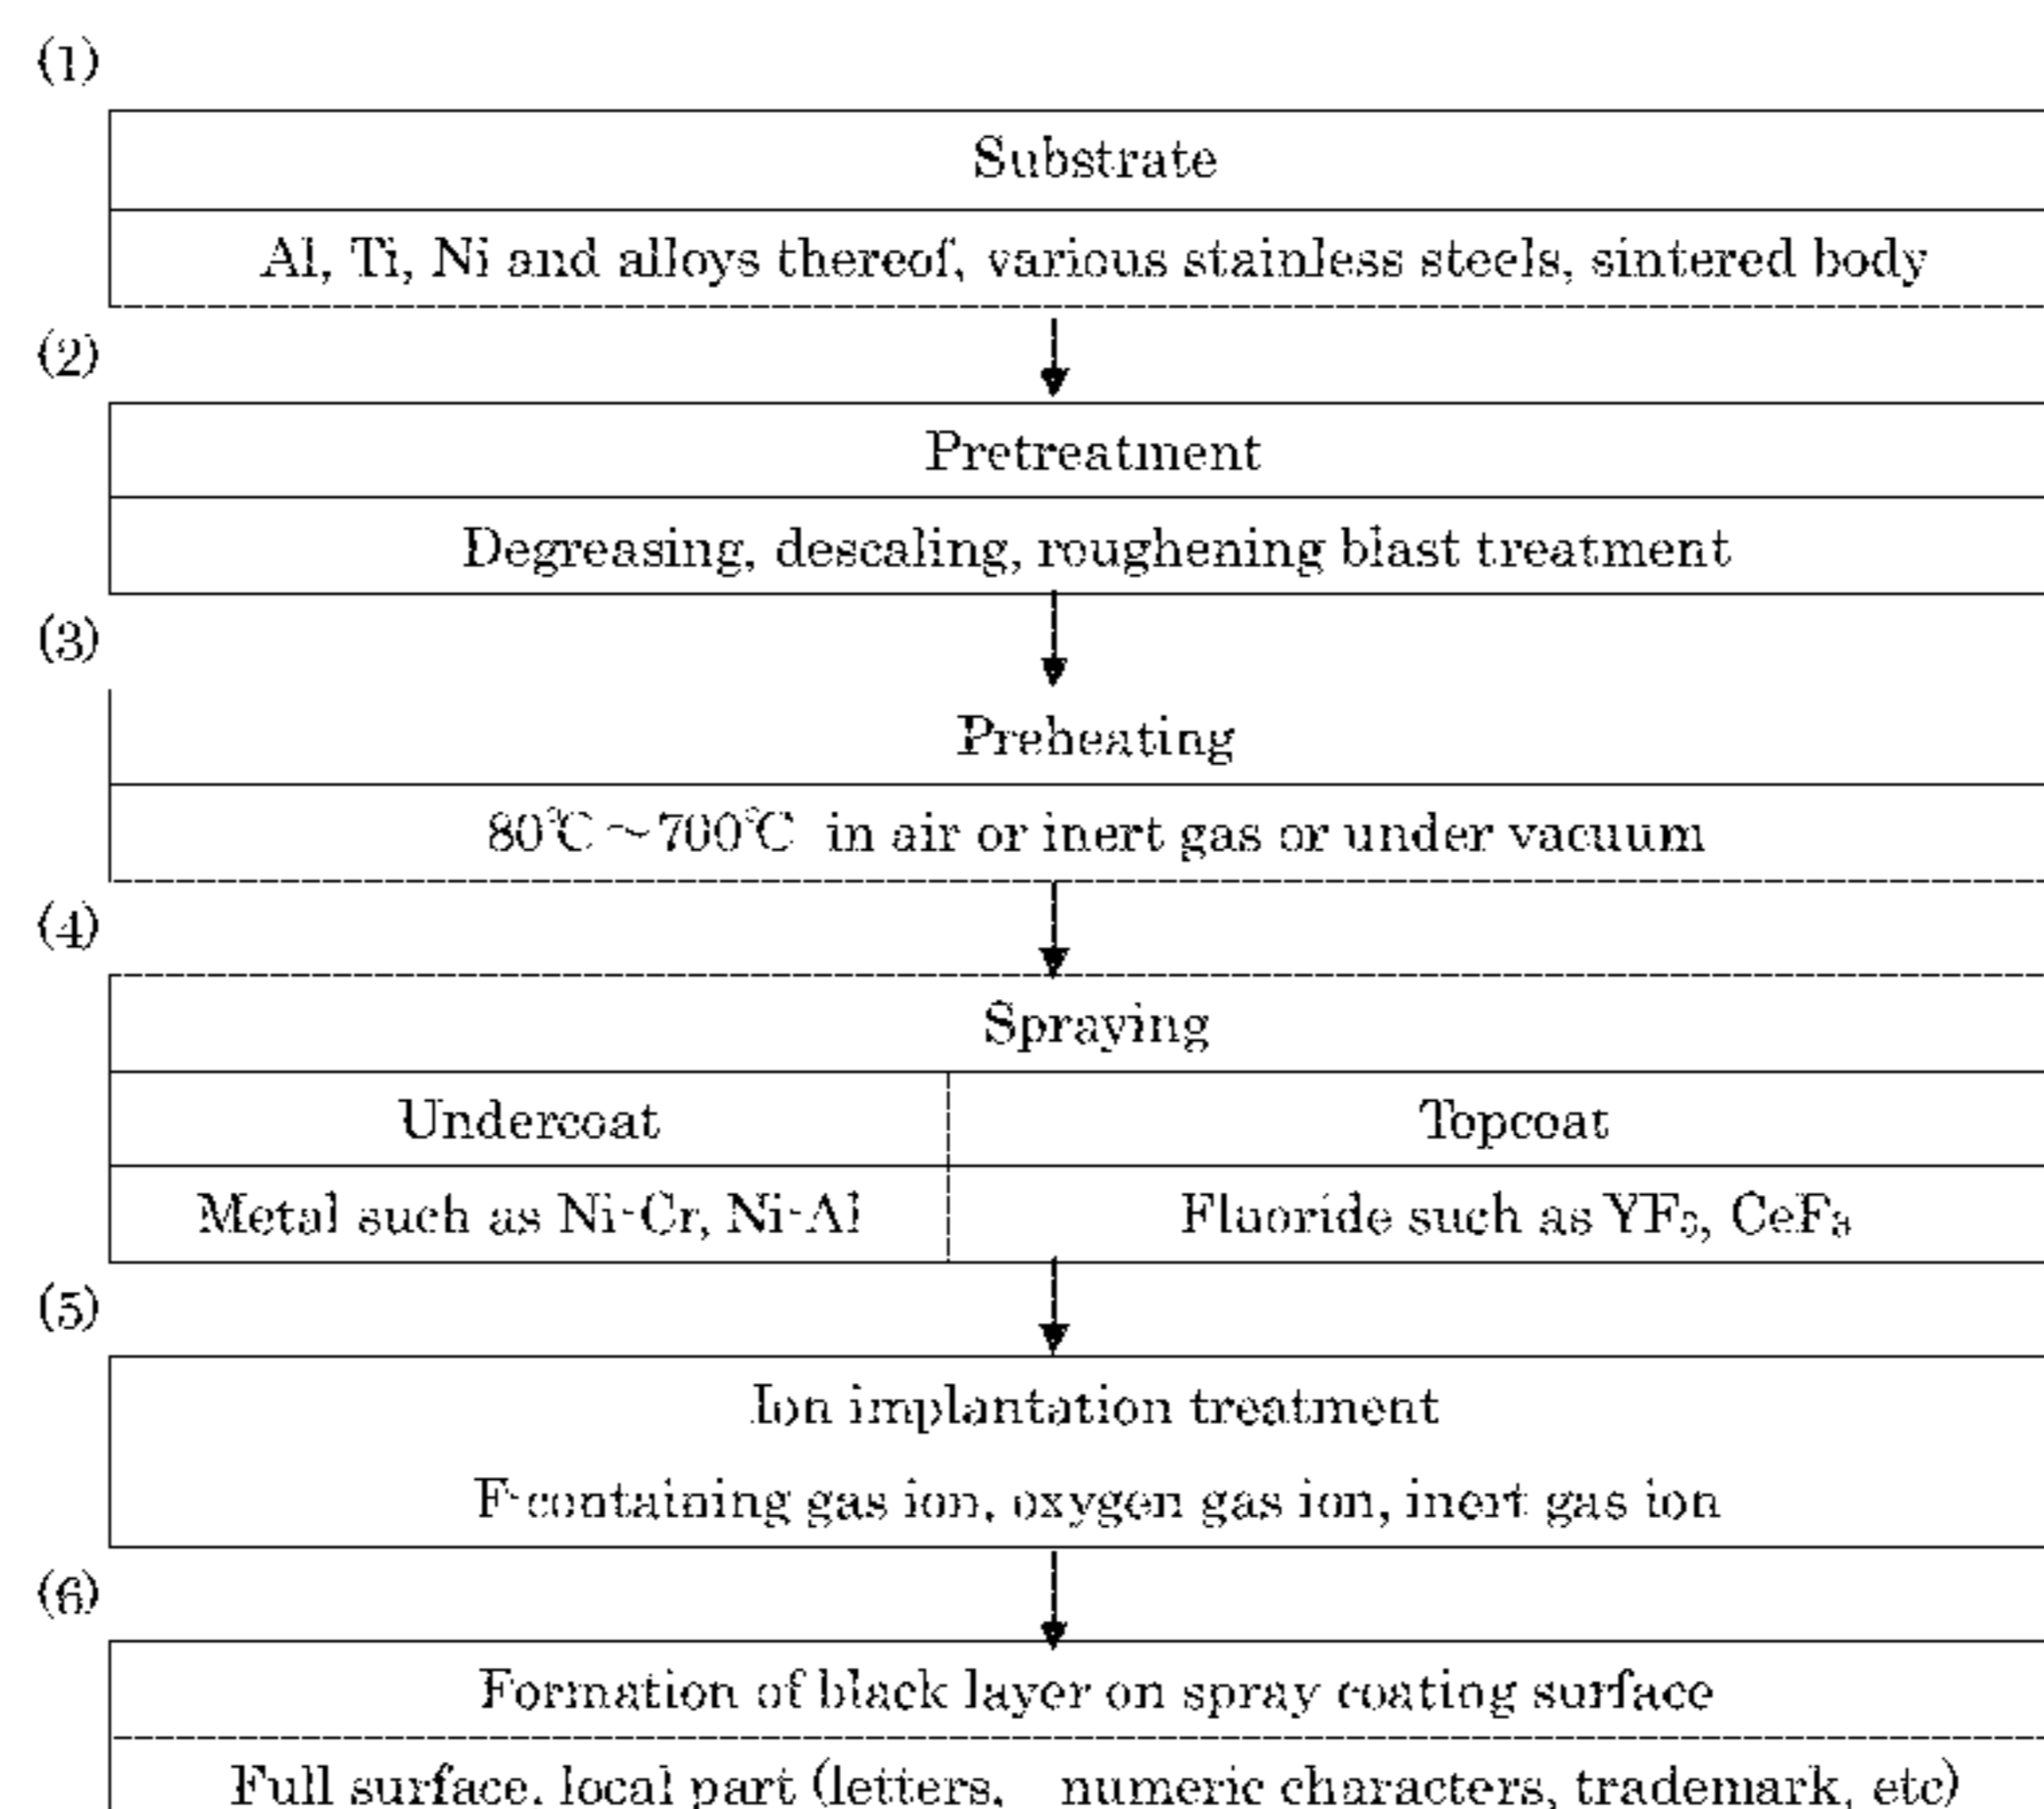 (1)
Substrate
Al, Ti, Ni and alloys thereof, various stainless steels, sintered body
(2)
Pretreatment
Degreasing, descaling, roughening blast treatment
(3)
Preheating
80℃～700℃ in air or inert gas or under vacuum
(4)
Spraying
Undercoat Topcoat
Metal such as Ni-Cr, Ni-Al Fluoride such as YF₃, CeF₃
(5)
Ion implantation treatment
F-containing gas ion, oxygen gas ion, inert gas ion
(6)
Formation of black layer on spray coating surface
Full surface, local part (letters, numeric characters, trademark, etc)